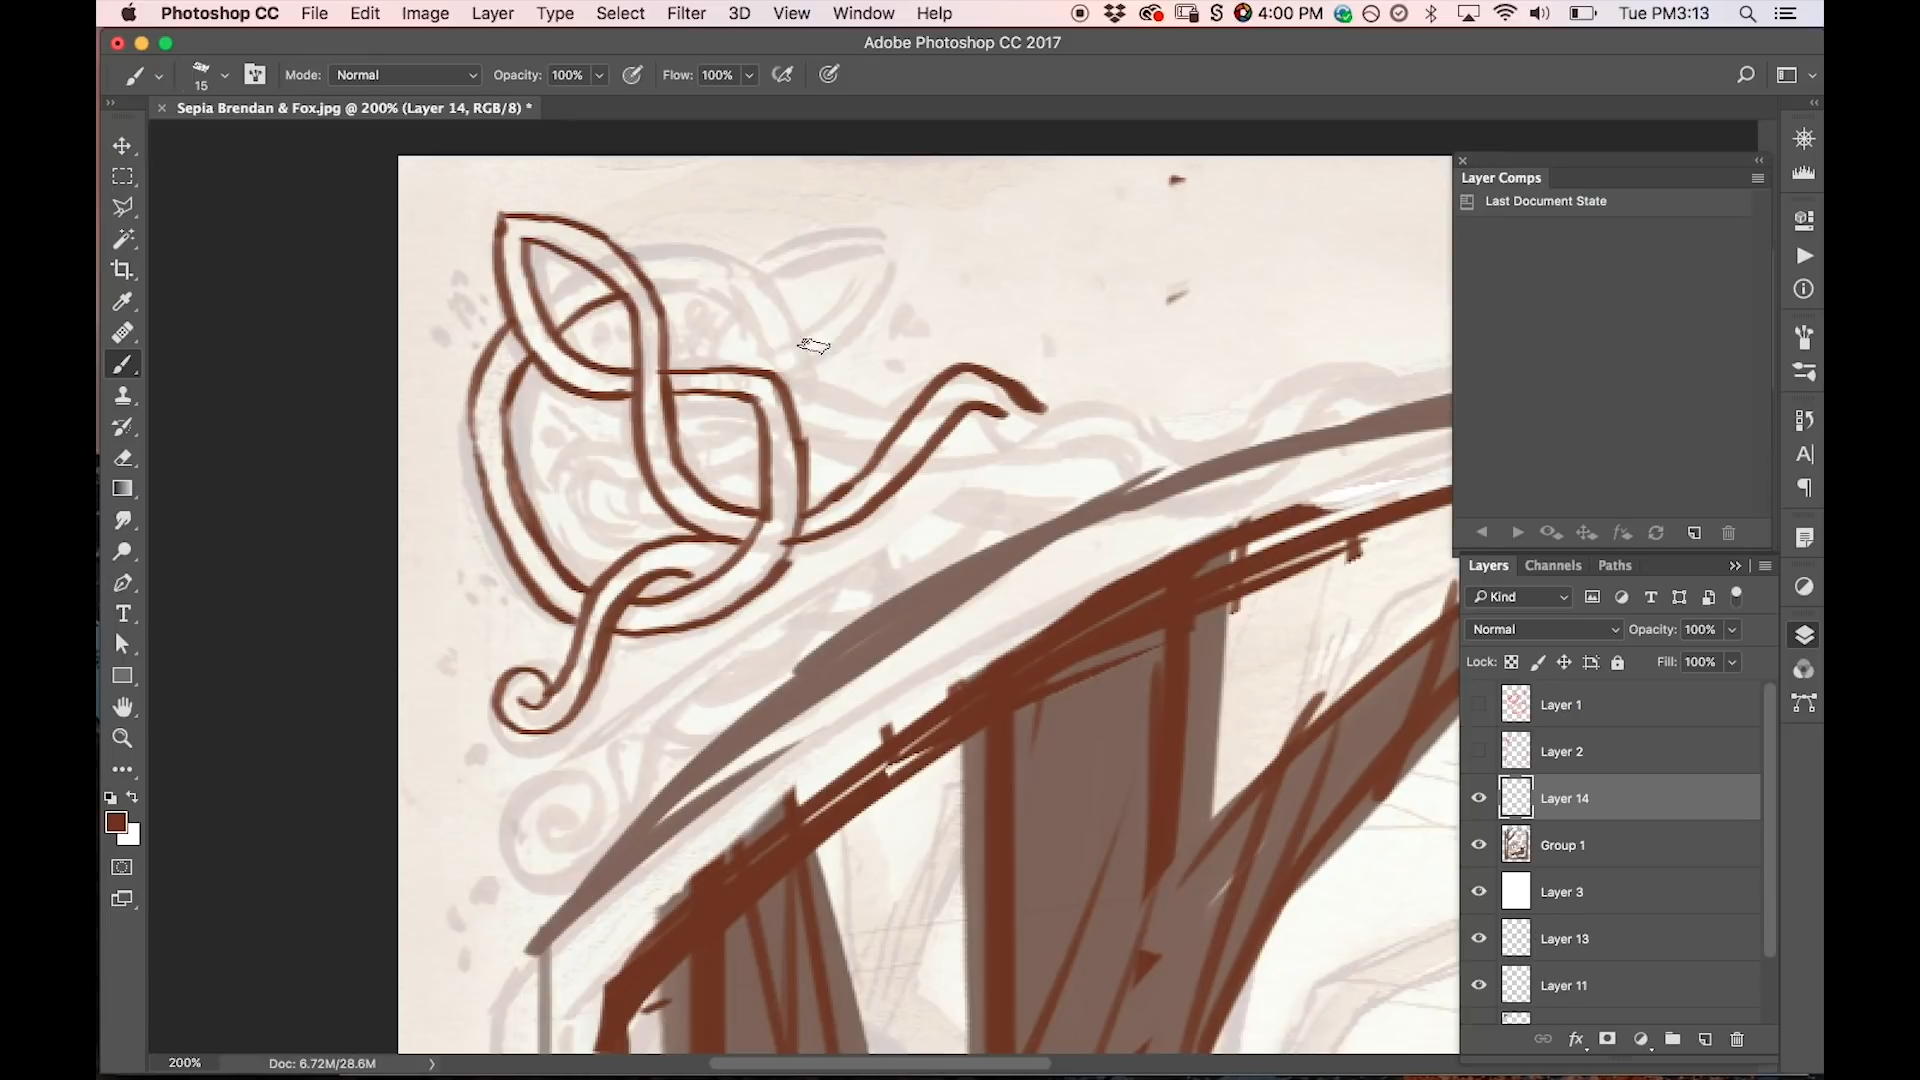 Photoshop CC File Edit Image Layer Type Select Filter 3D View Window Help 4:00 PM Tue PM3:13
Adobe Photoshop CC 2017
15 Mode: Normal Opacity: 100% Flow: 100%
Sepia Brendan & Fox.jpg @ 200% (Layer 14, RGB/8) *
Layer Comps
Last Document State
Layers Channels Paths
Kind
Normal Opacity: 100%
Lock: Fill: 100%
Layer 1
Layer 2
Layer 14
Group 1
Layer 3
Layer 13
Layer 11
200% Doc: 6.72M/28.6M